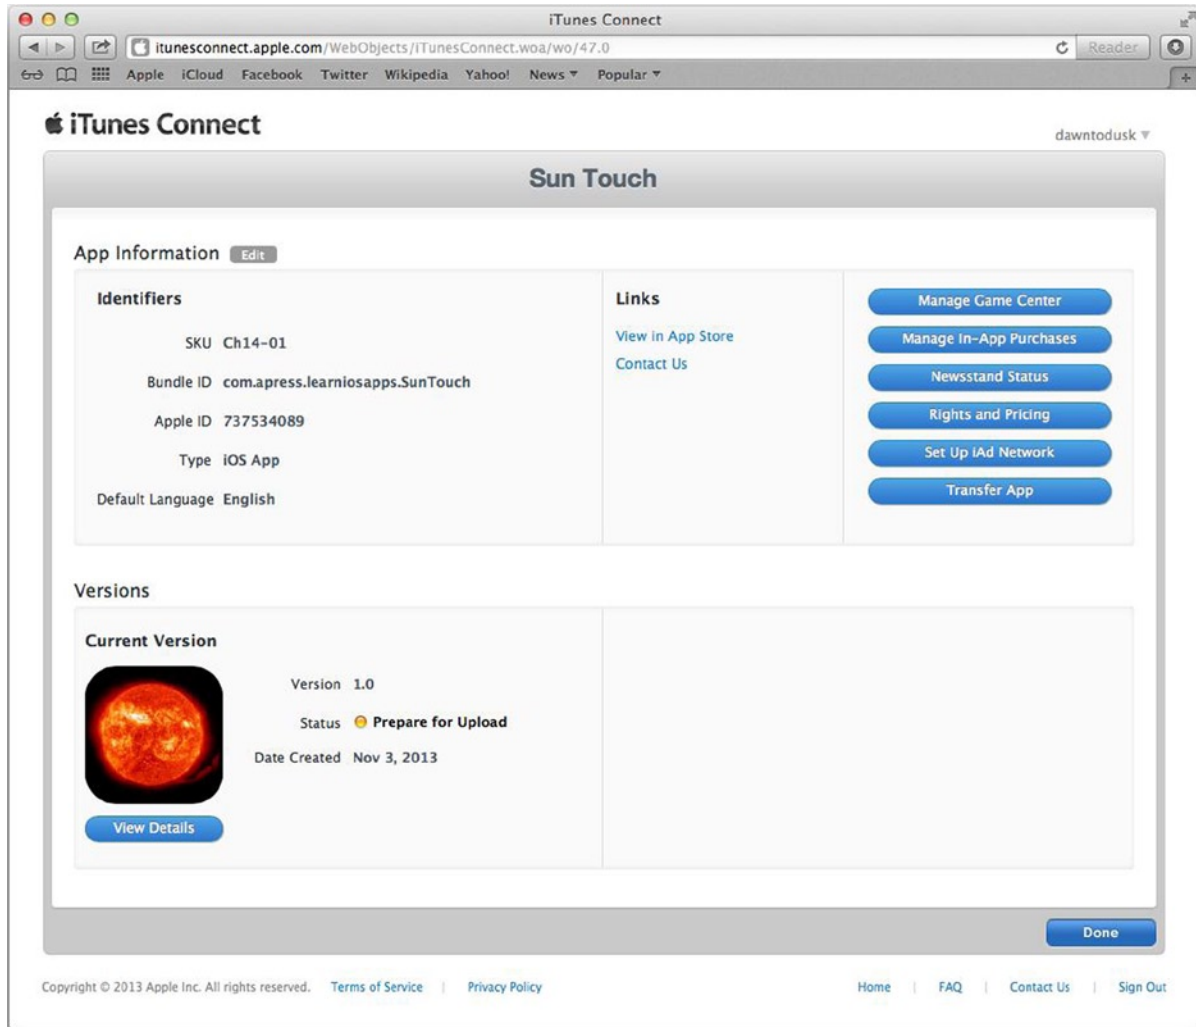 iTunes Connect
itunesconnect.apple.com/WebObjects/iTunesConnect.woa/wo/47.0 Reader
Apple iCloud Facebook Twitter Wikipedia Yahoo! News Popular
iTunes Connect
dawntodusk
Sun Touch
App Information Edit
Identifiers
SKU Ch14-01
Bundle ID com.apress.learniosapps.SunTouch
Apple ID 737534089
Type iOS App
Default Language English
Links
View in App Store
Contact Us
Manage Game Center
Manage In-App Purchases
Newsstand Status
Rights and Pricing
Set Up iAd Network
Transfer App
Versions
Current Version
Version 1.0
Status Prepare for Upload
Date Created Nov 3, 2013
View Details
Done
Copyright © 2013 Apple Inc. All rights reserved. Terms of Service | Privacy Policy
Home | FAQ | Contact Us | Sign Out